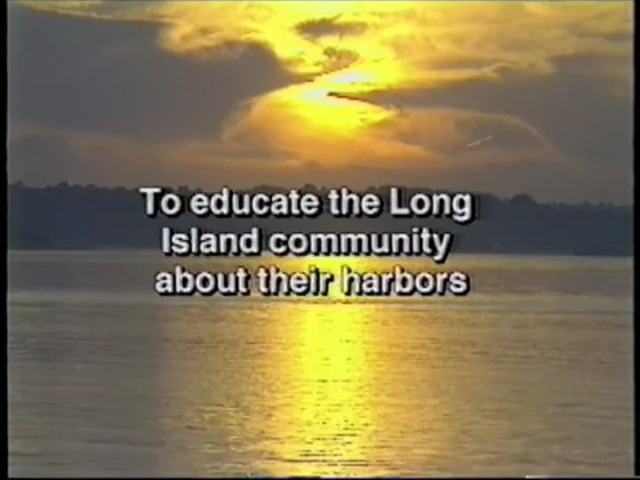 To educate the Long
Island community
about their harbors